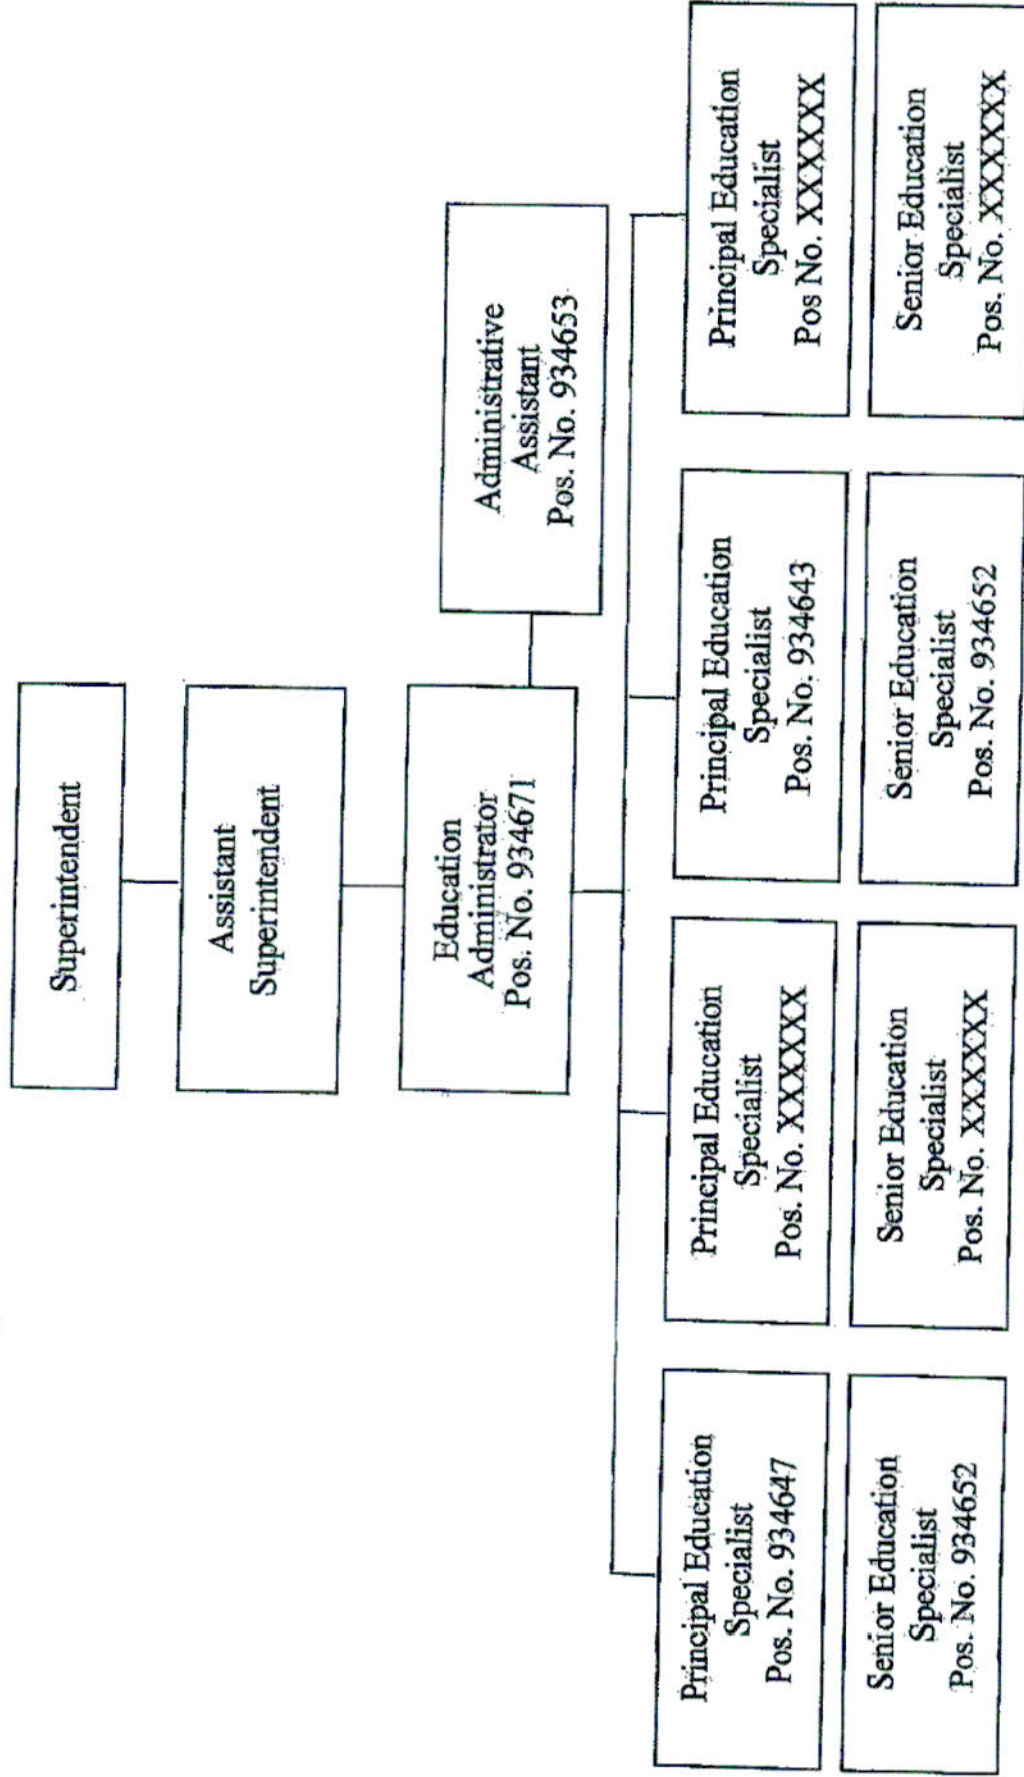 Superintendent
Assistant
Superintendent
Education
Administrator
Pos. No. 934671
Administrative
Assistant
Pos. No. 934653
Principal Education
Specialist
Pos. No. 934647
Principal Education
Specialist
Pos. No. XXXXXX
Principal Education
Specialist
Pos. No. 934643
Principal Education
Specialist
Pos No. XXXXXX
Senior Education
Specialist
Pos. No. 934652
Senior Education
Specialist
Pos. No. XXXXXX
Senior Education
Specialist
Pos. No. 934652
Senior Education
Specialist
Pos. No. XXXXXX